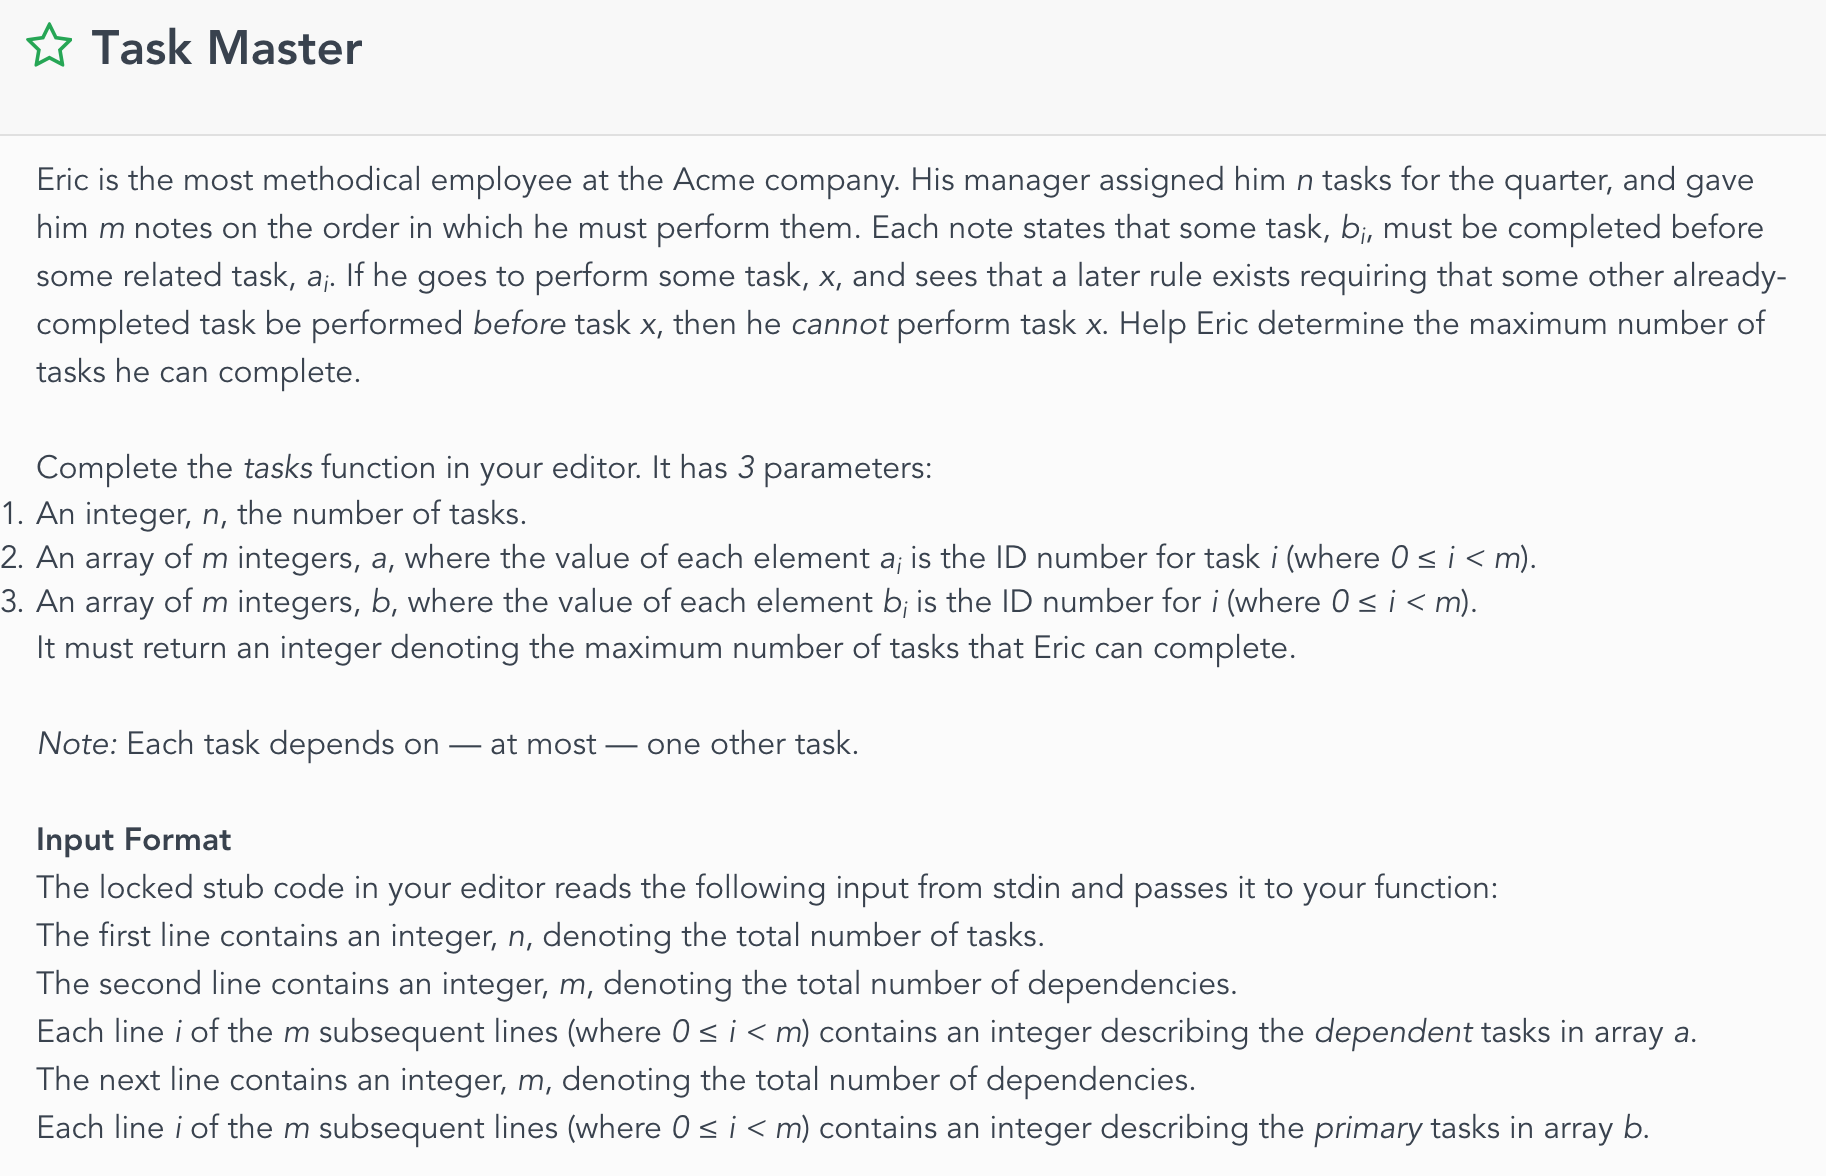 Task Master
Eric is the most methodical employee at the Acme company. His manager assigned him n tasks for the quarter, and gave
him m notes on the order in which he must perform them. Each note states that some task, bi, must be completed before
some related task, ai. If he goes to perform some task, x, and sees that a later rule exists requiring that some other already-
completed task be performed before task x, then he cannot perform task x. Help Eric determine the maximum number of
tasks he can complete.
Complete the tasks function in your editor. It has 3 parameters:
1. An integer, n, the number of tasks.
2. An array of m integers, a, where the value of each element ai is the ID number for task i (where 0 ≤ i < m).
3. An array of m integers, b, where the value of each element bi is the ID number for i (where 0 ≤ i < m).
It must return an integer denoting the maximum number of tasks that Eric can complete.
Note: Each task depends on — at most — one other task.
Input Format
The locked stub code in your editor reads the following input from stdin and passes it to your function:
The first line contains an integer, n, denoting the total number of tasks.
The second line contains an integer, m, denoting the total number of dependencies.
Each line i of the m subsequent lines (where 0 ≤ i < m) contains an integer describing the dependent tasks in array a.
The next line contains an integer, m, denoting the total number of dependencies.
Each line i of the m subsequent lines (where 0 ≤ i < m) contains an integer describing the primary tasks in array b.